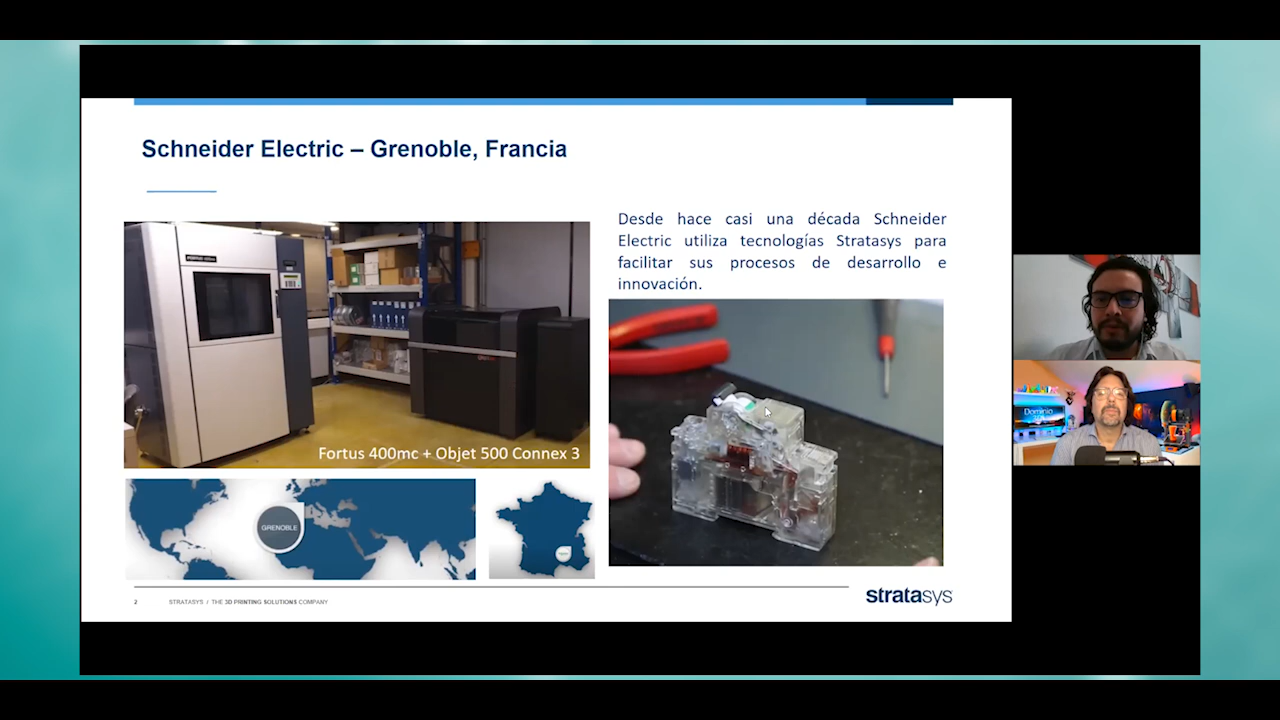 Schneider Electric – Grenoble, Francia
Desde hace casi una década Schneider
Electric utiliza tecnologías Stratasys para
facilitar sus procesos de desarrollo e
innovación.
Fortus 400mc + Objet 500 Connex 3
GRENOBLE
2
STRATASYS / THE 3D PRINTING SOLUTIONS COMPANY
stratasys
Dominio